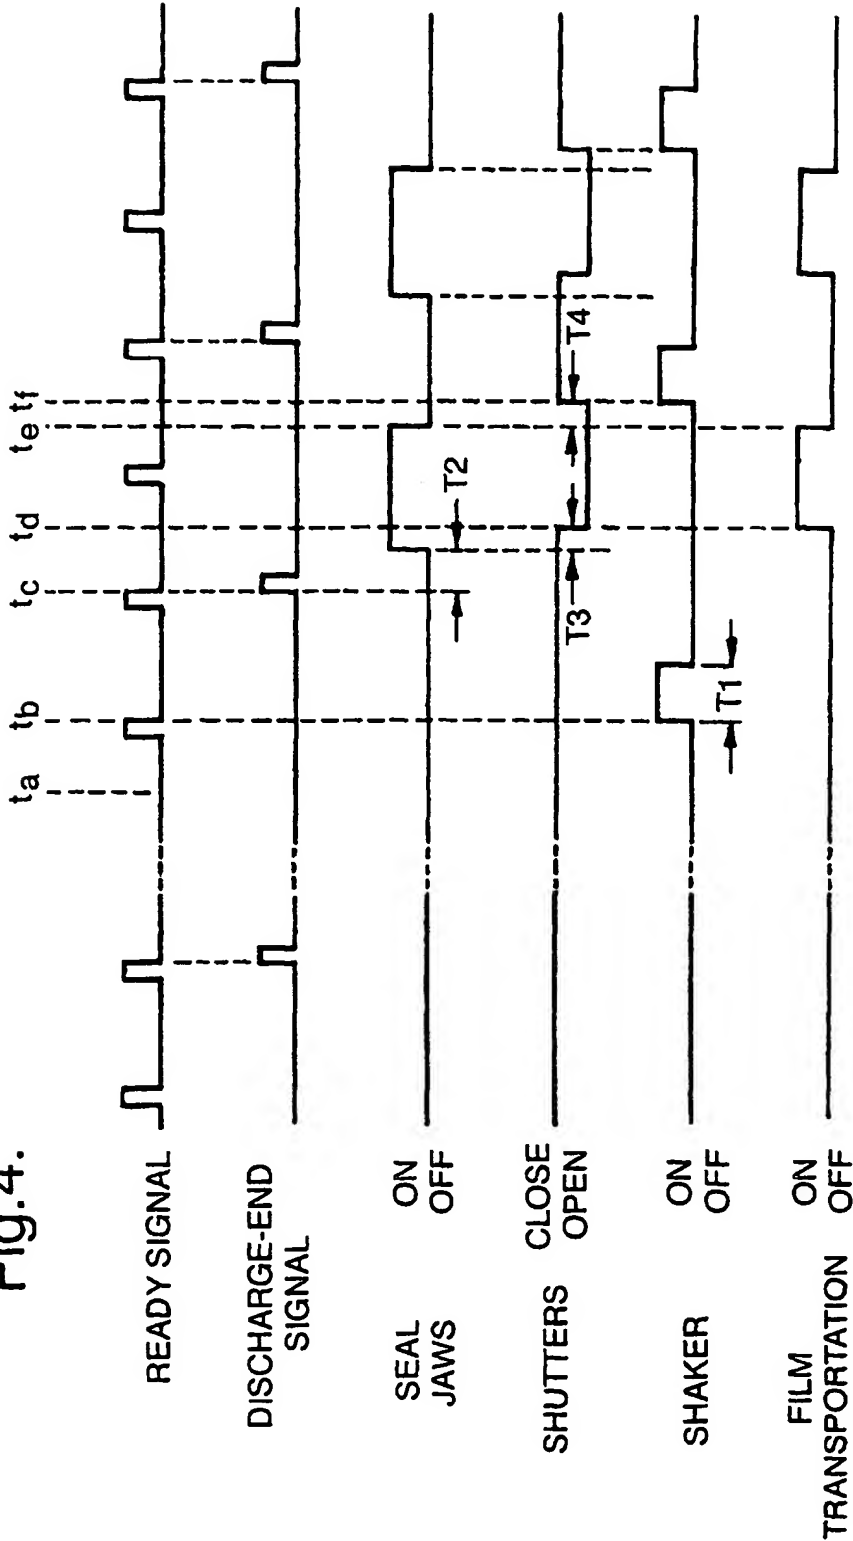 Fig.4.
ta tb tc td te tf
READY SIGNAL
DISCHARGE-END
SIGNAL
SEAL
JAWS
ON
OFF
T2
SHUTTERS
CLOSE
OPEN
T3
T4
SHAKER
ON
OFF
T1
FILM
TRANSPORTATION
ON
OFF